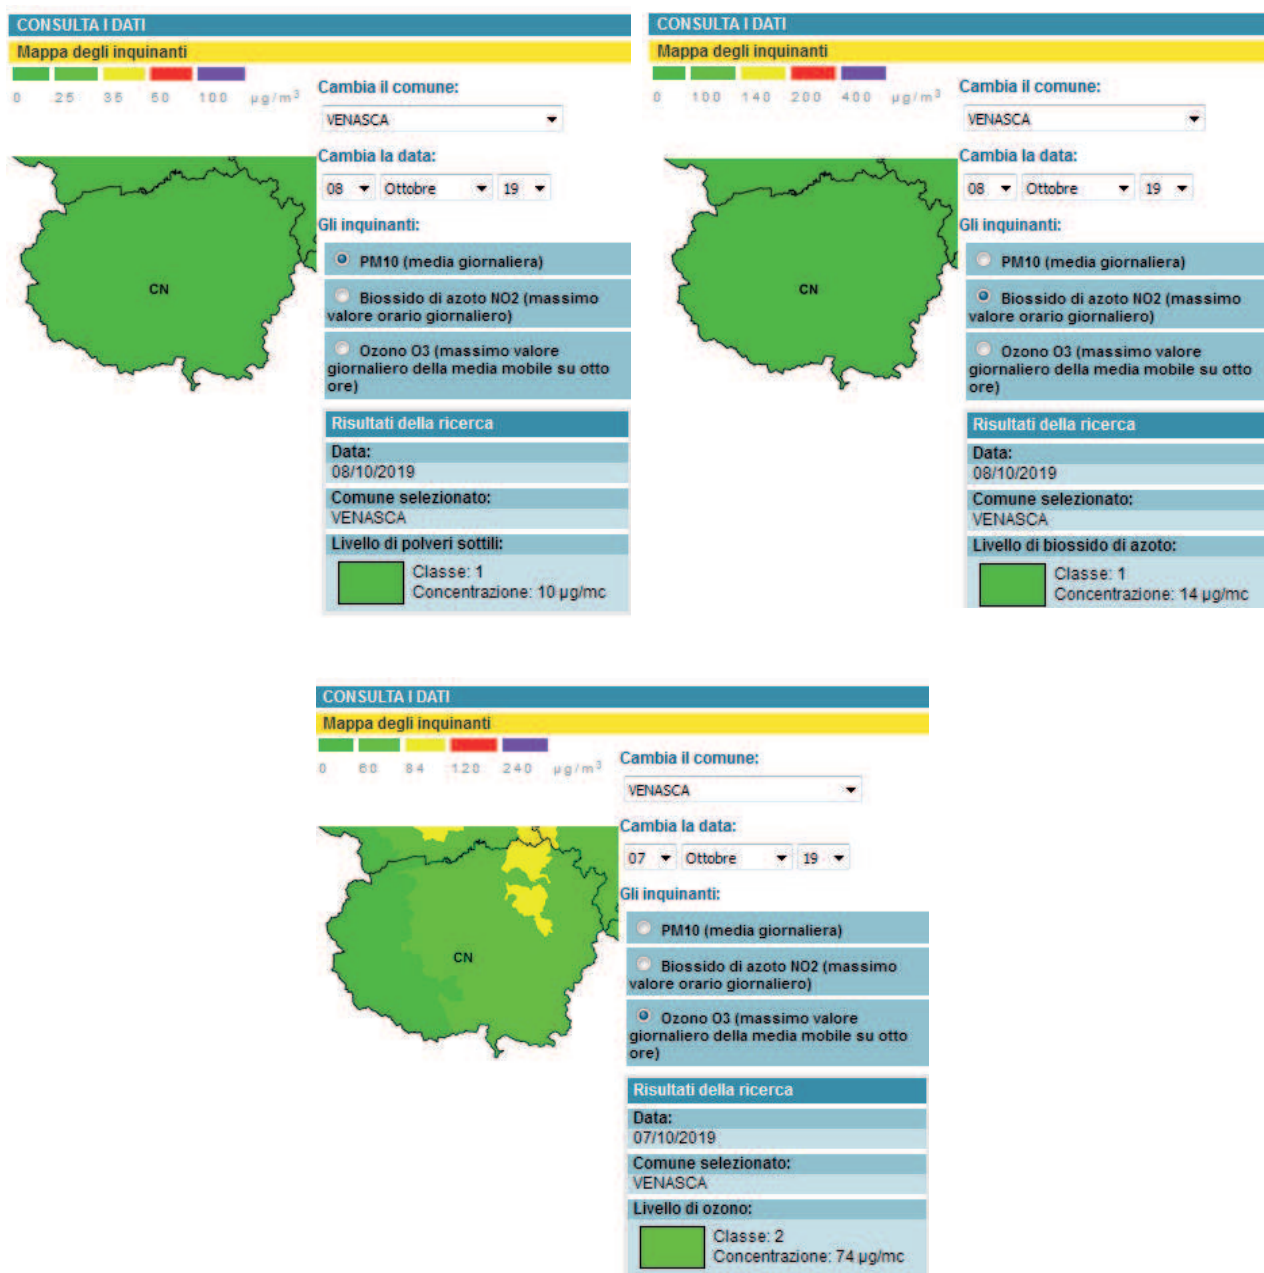 CONSULTA I DATI
Mappa degli inquinanti
0 25 35 50 100 µg/m³
Cambia il comune:
VENASCA
Cambia la data:
08 Ottobre 19
Gli inquinanti:
PM10 (media giornaliera)
Biossido di azoto NO2 (massimo
valore orario giornaliero)
Ozono O3 (massimo valore
giornaliero della media mobile su otto
ore)
CN
Risultati della ricerca
Data:
08/10/2019
Comune selezionato:
VENASCA
Livello di polveri sottili:
Classe: 1
Concentrazione: 10 µg/mc
CONSULTA I DATI
Mappa degli inquinanti
0 100 140 200 400 µg/m³
Cambia il comune:
VENASCA
Cambia la data:
08 Ottobre 19
Gli inquinanti:
PM10 (media giornaliera)
Biossido di azoto NO2 (massimo
valore orario giornaliero)
Ozono O3 (massimo valore
giornaliero della media mobile su otto
ore)
CN
Risultati della ricerca
Data:
08/10/2019
Comune selezionato:
VENASCA
Livello di biossido di azoto:
Classe: 1
Concentrazione: 14 µg/mc
CONSULTA I DATI
Mappa degli inquinanti
0 60 84 120 240 µg/m³
Cambia il comune:
VENASCA
Cambia la data:
07 Ottobre 19
Gli inquinanti:
PM10 (media giornaliera)
Biossido di azoto NO2 (massimo
valore orario giornaliero)
Ozono O3 (massimo valore
giornaliero della media mobile su otto
ore)
CN
Risultati della ricerca
Data:
07/10/2019
Comune selezionato:
VENASCA
Livello di ozono:
Classe: 2
Concentrazione: 74 µg/mc